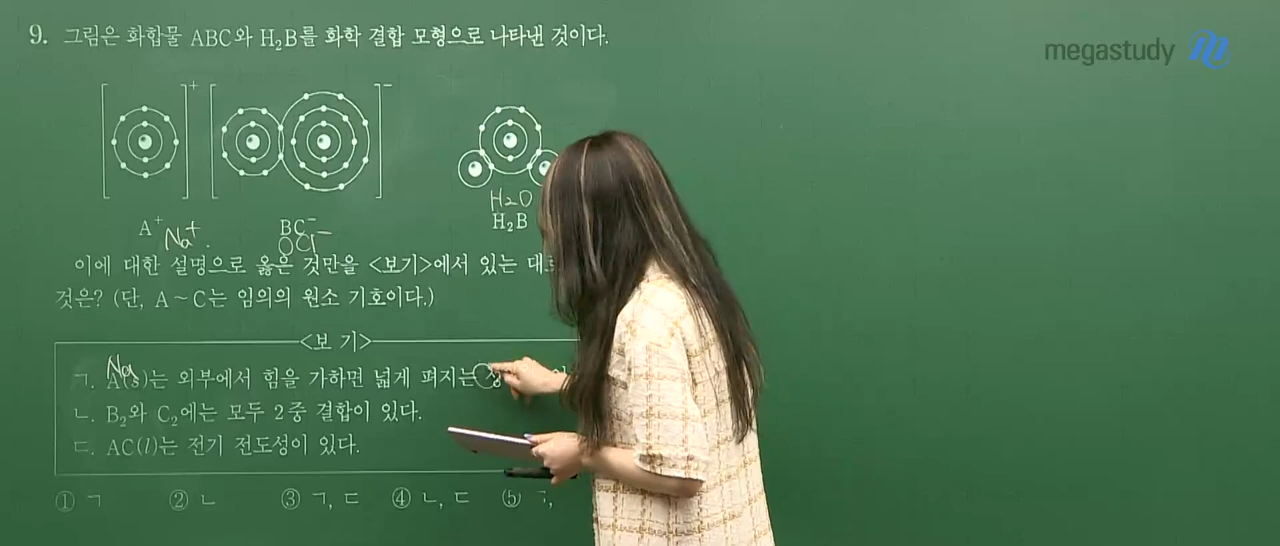 9. 그림은 화합물 ABC와 H₂B를 화학 결합 모형으로 나타낸 것이다.
megastudy
+ −
H₂O
A⁺ BC⁻ H₂B
Na⁺ OCl⁻
이에 대한 설명으로 옳은 것만을 <보기>에서 있는 대로
것은? (단, A~C는 임의의 원소 기호이다.)
<보 기>
Na
ㄱ. A(s)는 외부에서 힘을 가하면 넓게 펴지는
ㄴ. B₂와 C₂에는 모두 2중 결합이 있다.
ㄷ. AC(l)는 전기 전도성이 있다.
① ㄱ ② ㄴ ③ ㄱ, ㄷ ④ ㄴ, ㄷ ⑤ ㄱ,